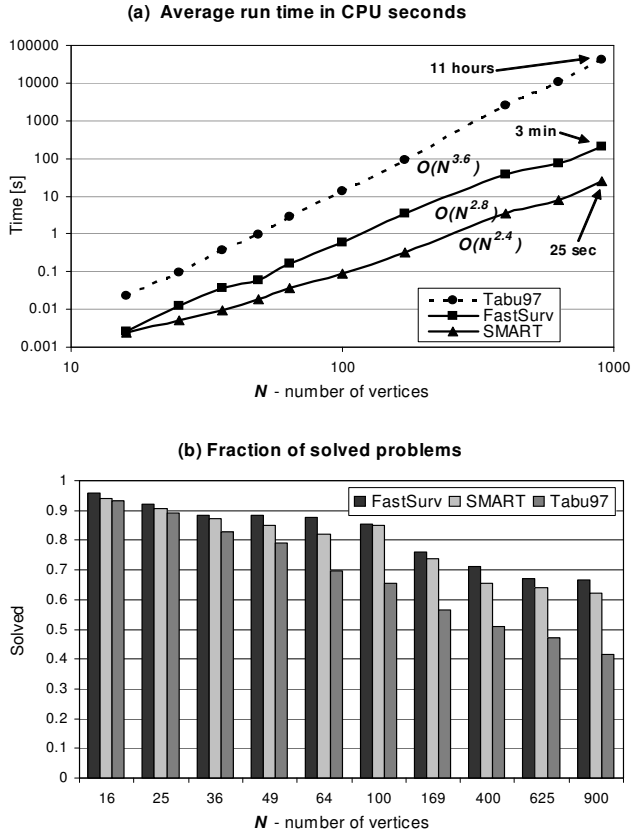 (a) Average run time in CPU seconds
100000
10000
1000
100
10
1
0.1
0.01
0.001
Time [s]
11 hours
3 min
O(N^3.6)
O(N^2.8)
O(N^2.4)
25 sec
Tabu97
FastSurv
SMART
10
100
1000
N - number of vertices
(b) Fraction of solved problems
1
0.9
0.8
0.7
0.6
0.5
0.4
0.3
0.2
0.1
0
Solved
FastSurv SMART Tabu97
16 25 36 49 64 100 169 400 625 900
N - number of vertices